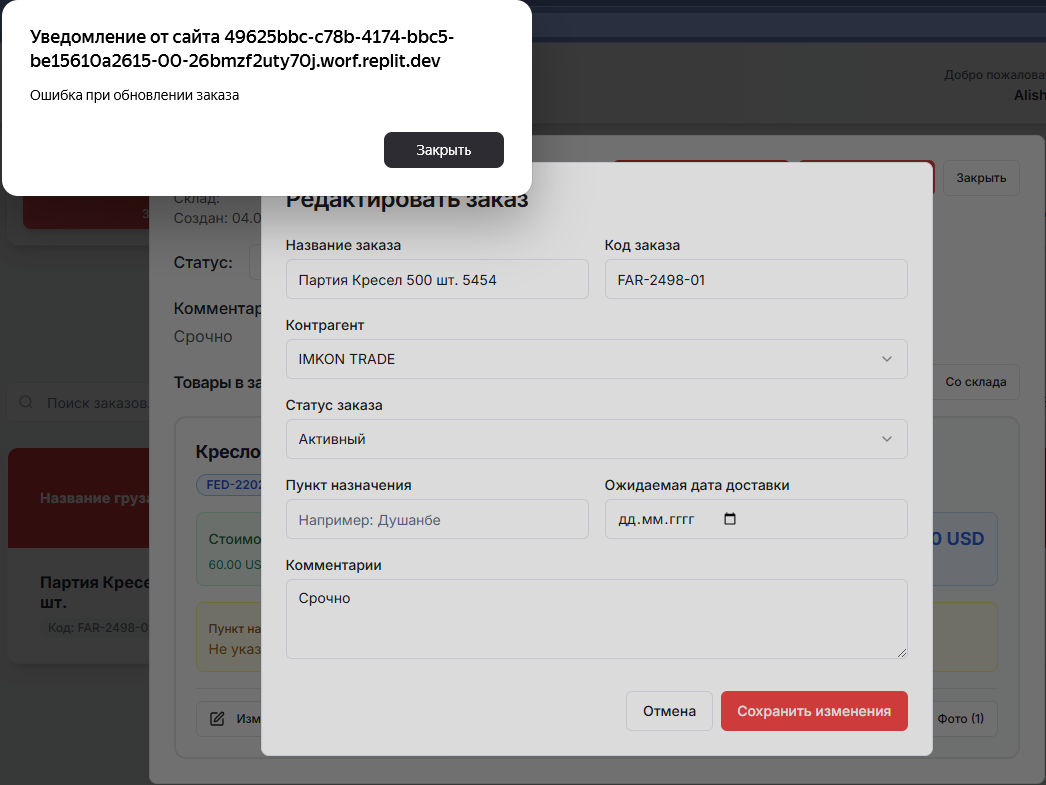 Уведомление от сайта 49625bbc-c78b-4174-bbc5-
be15610a2615-00-26bmzf2uty70j.worf.replit.dev
Ошибка при обновлении заказа
Закрыть
Добро пожалова
Alish
Закрыть
Склад:
Создан: 04.0
Статус:
Комментар
Срочно
Товары в за
Со склада
Поиск заказов.
Название груза
Партия Кресе
шт.
Код: FAR-2498-0
Кресло
FED-2202
Стоимо
60.00 US
0 USD
Пункт на
Не указ
Изм
Фото (1)
Редактировать заказ
Название заказа
Код заказа
Партия Кресел 500 шт. 5454
FAR-2498-01
Контрагент
IMKON TRADE
Статус заказа
Активный
Пункт назначения
Ожидаемая дата доставки
Например: Душанбе
дд.мм.гггг
Комментарии
Срочно
Отмена
Сохранить изменения